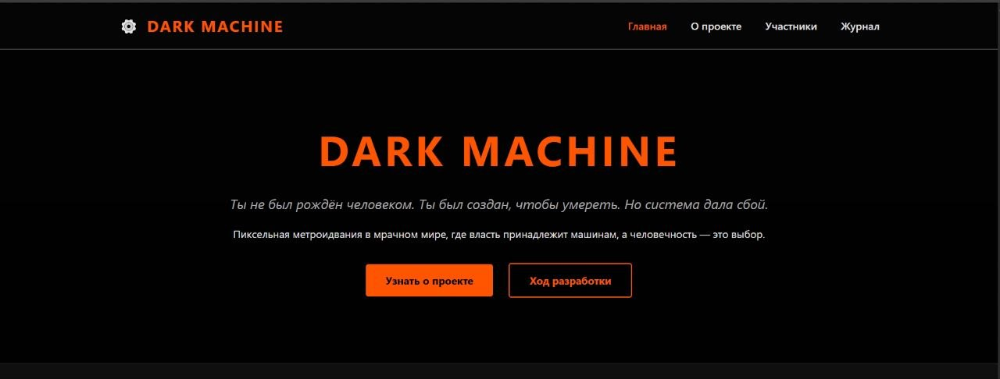 DARK MACHINE
Главная О проекте Участники Журнал
DARK MACHINE
Ты не был рождён человеком. Ты был создан, чтобы умереть. Но система дала сбой.
Пиксельная метроидвания в мрачном мире, где власть принадлежит машинам, а человечность — это выбор.
Узнать о проекте
Ход разработки